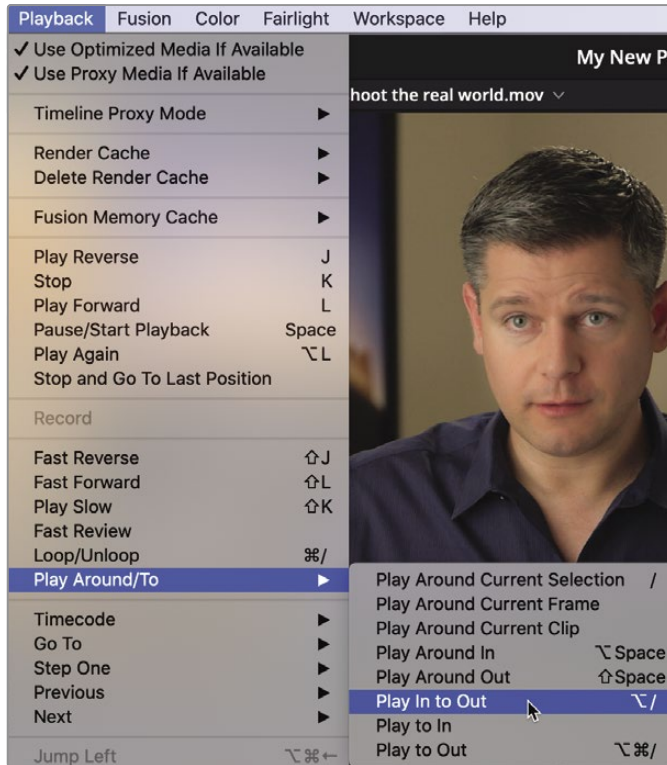 Playback Fusion Color Fairlight Workspace Help
✓ Use Optimized Media If Available
✓ Use Proxy Media If Available
My New P
hoot the real world.mov
Timeline Proxy Mode ▶
Render Cache ▶
Delete Render Cache ▶
Fusion Memory Cache ▶
Play Reverse J
Stop K
Play Forward L
Pause/Start Playback Space
Play Again ⌥L
Stop and Go To Last Position
Record
Fast Reverse ⇧J
Fast Forward ⇧L
Play Slow ⇧K
Fast Review
Loop/Unloop ⌘/
Play Around/To ▶
Timecode ▶
Go To ▶
Step One ▶
Previous ▶
Next ▶
Jump Left ⌥⌘←
Play Around Current Selection /
Play Around Current Frame
Play Around Current Clip
Play Around In ⌥Space
Play Around Out ⇧Space
Play In to Out ⌥/
Play to In
Play to Out ⌥⌘/